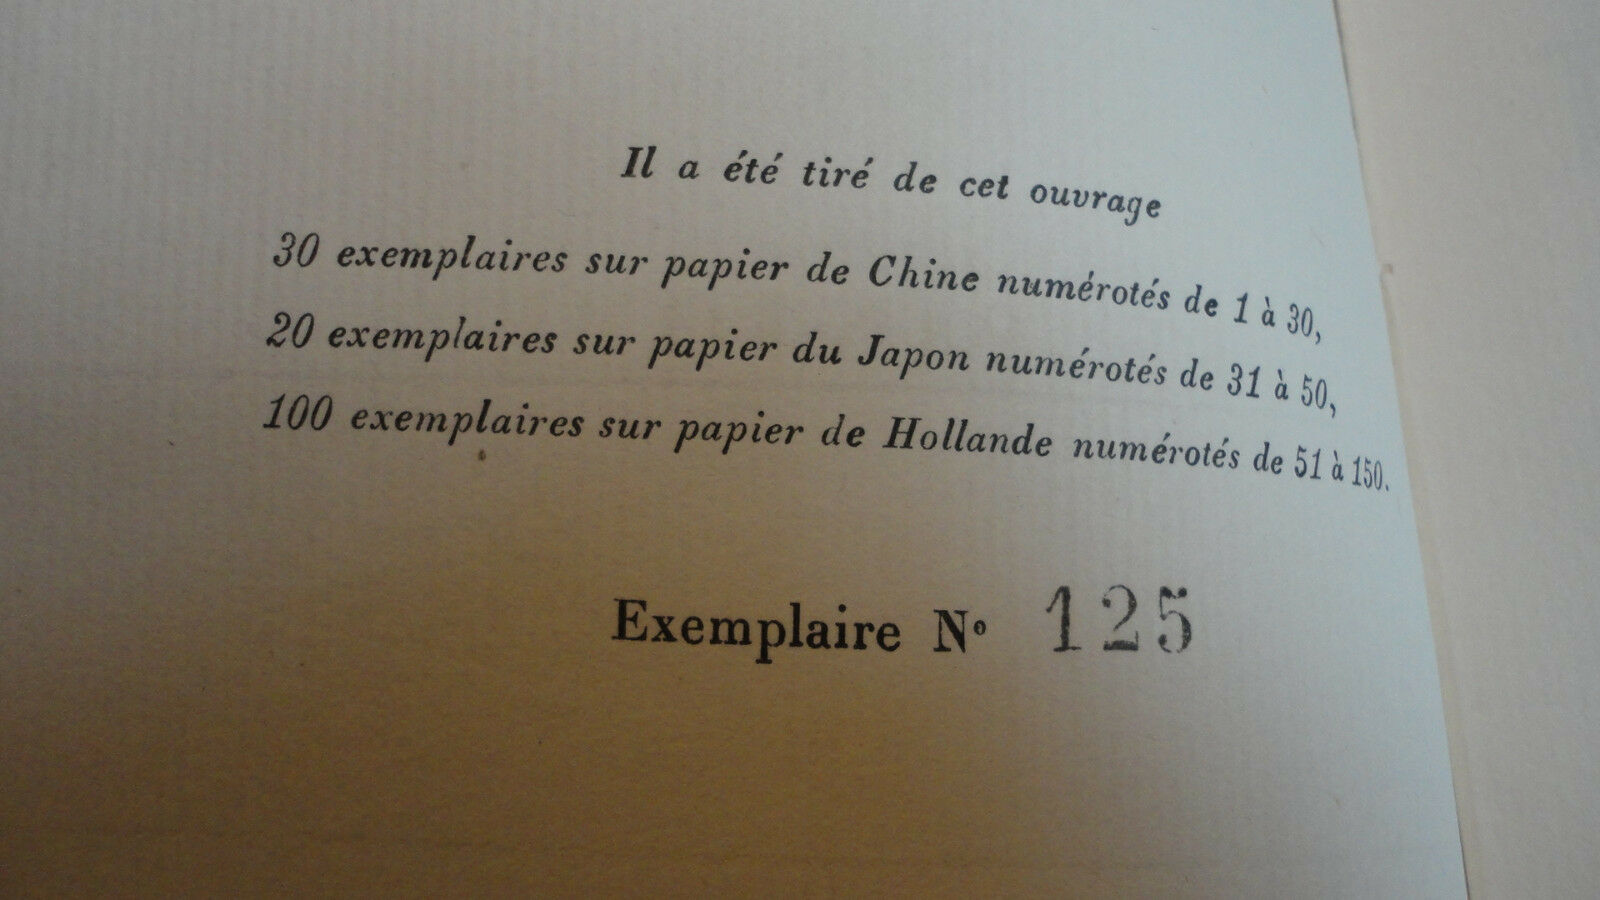 Il a été tiré de cet ouvrage
30 exemplaires sur papier de Chine numérotés de 1 à 30,
20 exemplaires sur papier du Japon numérotés de 31 à 50,
100 exemplaires sur papier de Hollande numérotés de 51 à 150.
Exemplaire Nº 125